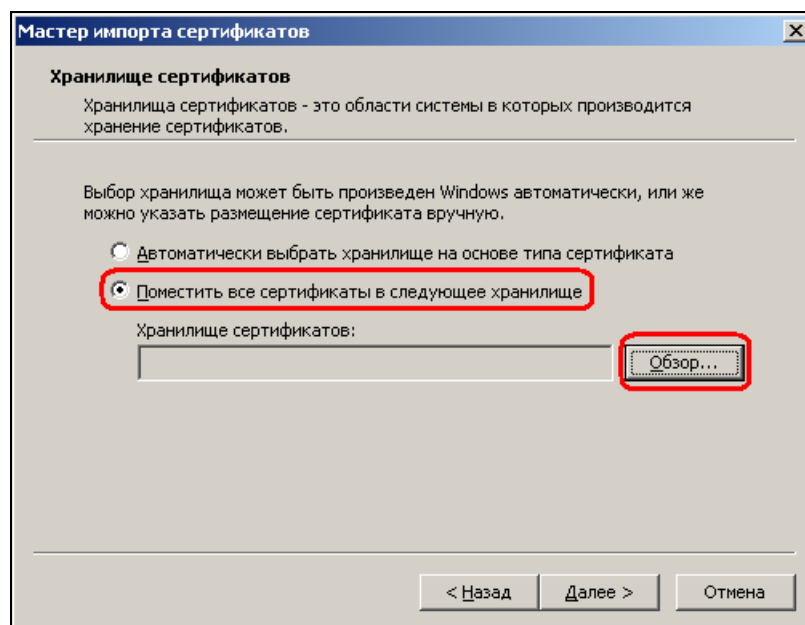 Мастер импорта сертификатов
Хранилище сертификатов
Хранилища сертификатов - это области системы в которых производится
хранение сертификатов.
Выбор хранилища может быть произведен Windows автоматически, или же
можно указать размещение сертификата вручную.
Автоматически выбрать хранилище на основе типа сертификата
Поместить все сертификаты в следующее хранилище
Хранилище сертификатов:
Обзор...
< Назад
Далее >
Отмена